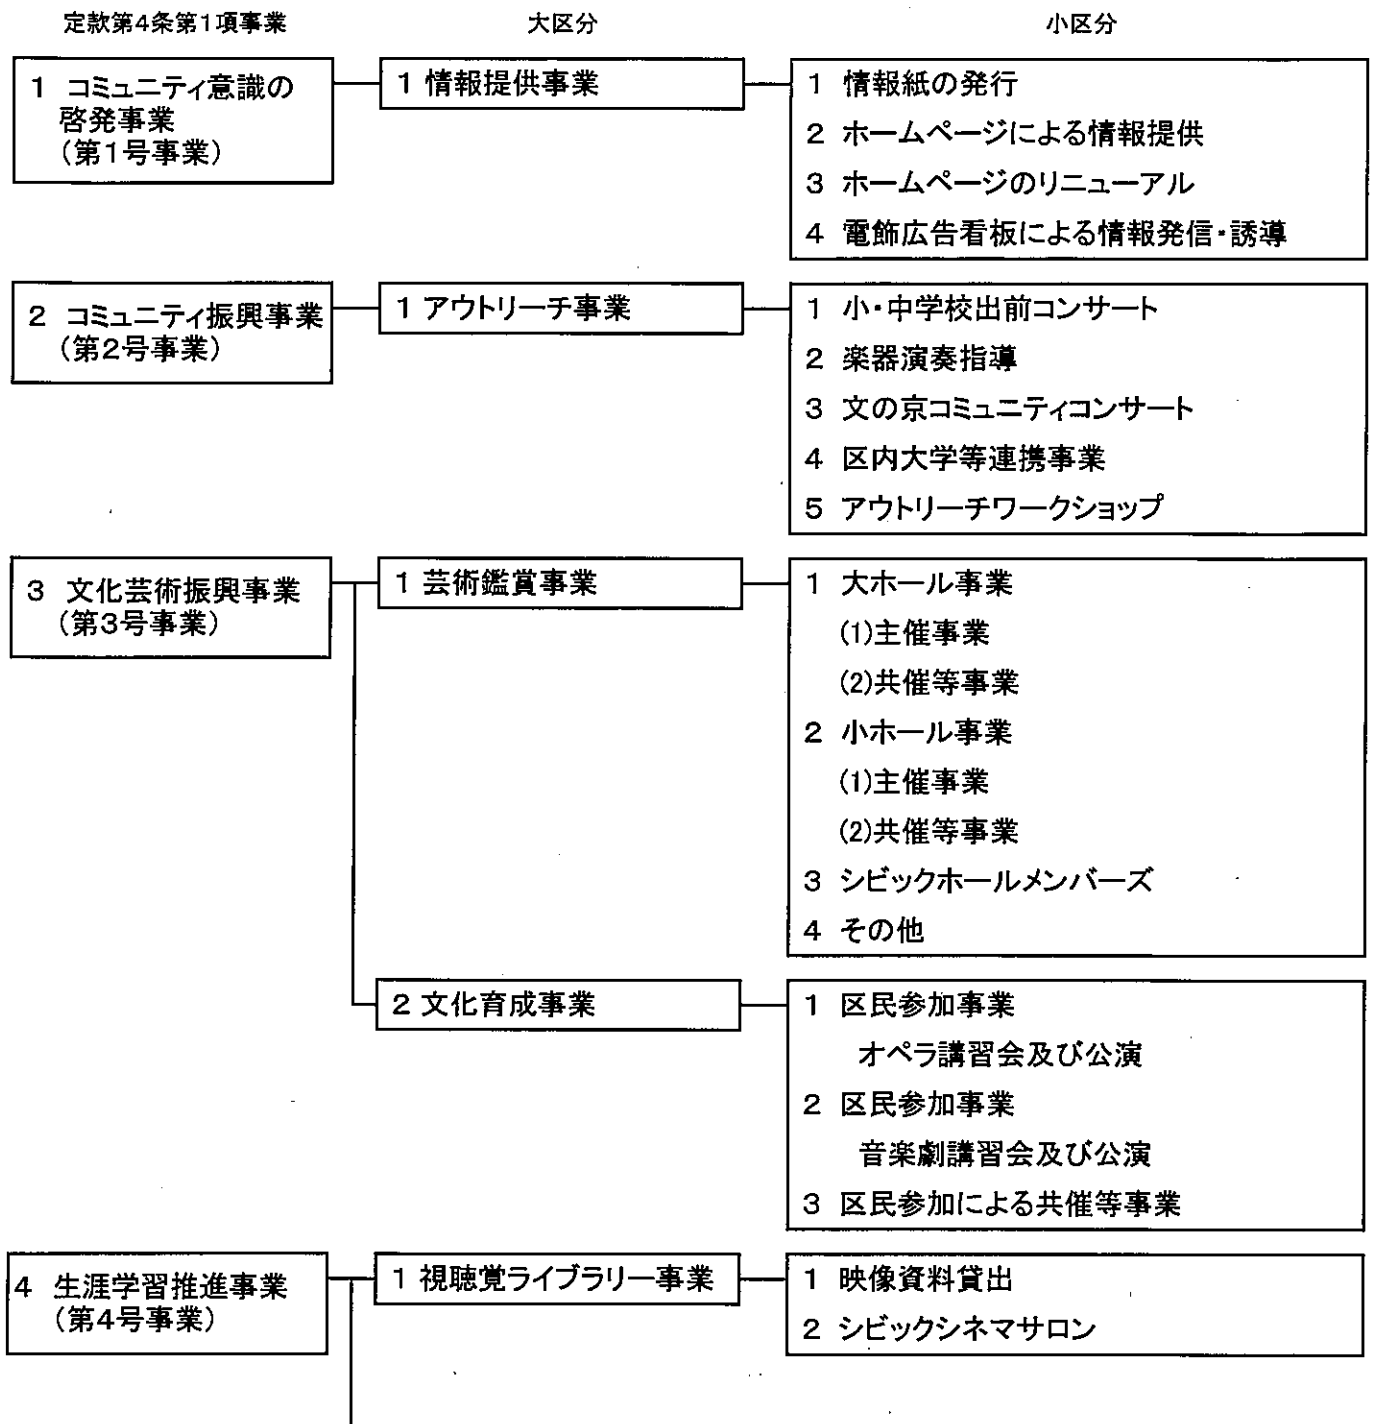 定款第4条第1項事業
大区分
小区分
1 コミュニティ意識の
啓発事業
(第1号事業)
1 情報提供事業
1 情報紙の発行
2 ホームページによる情報提供
3 ホームページのリニューアル
4 電飾広告看板による情報発信・誘導
2 コミュニティ振興事業
(第2号事業)
1 アウトリーチ事業
1 小・中学校出前コンサート
2 楽器演奏指導
3 文の京コミュニティコンサート
4 区内大学等連携事業
5 アウトリーチワークショップ
3 文化芸術振興事業
(第3号事業)
1 芸術鑑賞事業
1 大ホール事業
(1)主催事業
(2)共催等事業
2 小ホール事業
(1)主催事業
(2)共催等事業
3 シビックホールメンバーズ
4 その他
2 文化育成事業
1 区民参加事業
オペラ講習会及び公演
2 区民参加事業
音楽劇講習会及び公演
3 区民参加による共催等事業
4 生涯学習推進事業
(第4号事業)
1 視聴覚ライブラリー事業
1 映像資料貸出
2 シビックシネマサロン